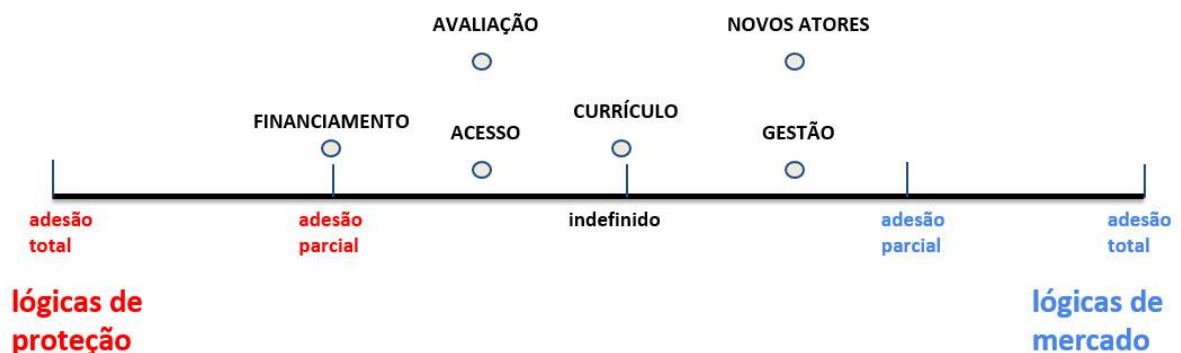 AVALIAÇÃO
NOVOS ATORES
FINANCIAMENTO
ACESSO
CURRÍCULO
GESTÃO
adesão
total
adesão
parcial
indefinido
adesão
parcial
adesão
total
lógicas de
proteção
lógicas de
mercado